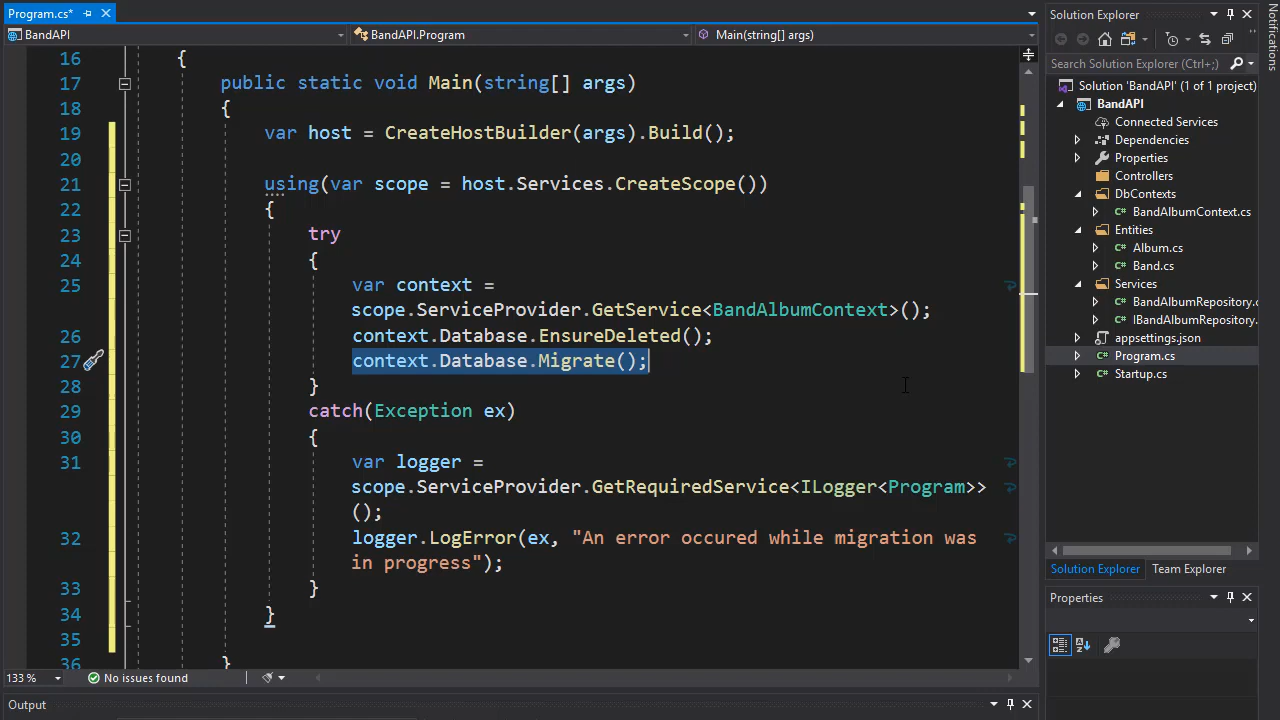 Program.cs*
BandAPI
BandAPI.Program
Main(string[] args)
16 {
17 public static void Main(string[] args)
18 {
19 var host = CreateHostBuilder(args).Build();
20
21 using(var scope = host.Services.CreateScope())
22 {
23 try
24 {
25 var context =
scope.ServiceProvider.GetService<BandAlbumContext>();
26 context.Database.EnsureDeleted();
27 context.Database.Migrate();
28 }
29 catch(Exception ex)
30 {
31 var logger =
scope.ServiceProvider.GetRequiredService<ILogger<Program>>
();
32 logger.LogError(ex, "An error occured while migration was
in progress");
33 }
34 }
35
36 }
133 %
No issues found
Output
Solution Explorer
Search Solution Explorer (Ctrl+;)
Solution 'BandAPI' (1 of 1 project)
BandAPI
Connected Services
Dependencies
Properties
Controllers
DbContexts
C# BandAlbumContext.cs
Entities
C# Album.cs
C# Band.cs
Services
C# BandAlbumRepository.c
C# IBandAlbumRepository.
appsettings.json
C# Program.cs
C# Startup.cs
Solution Explorer
Team Explorer
Properties
Notifications